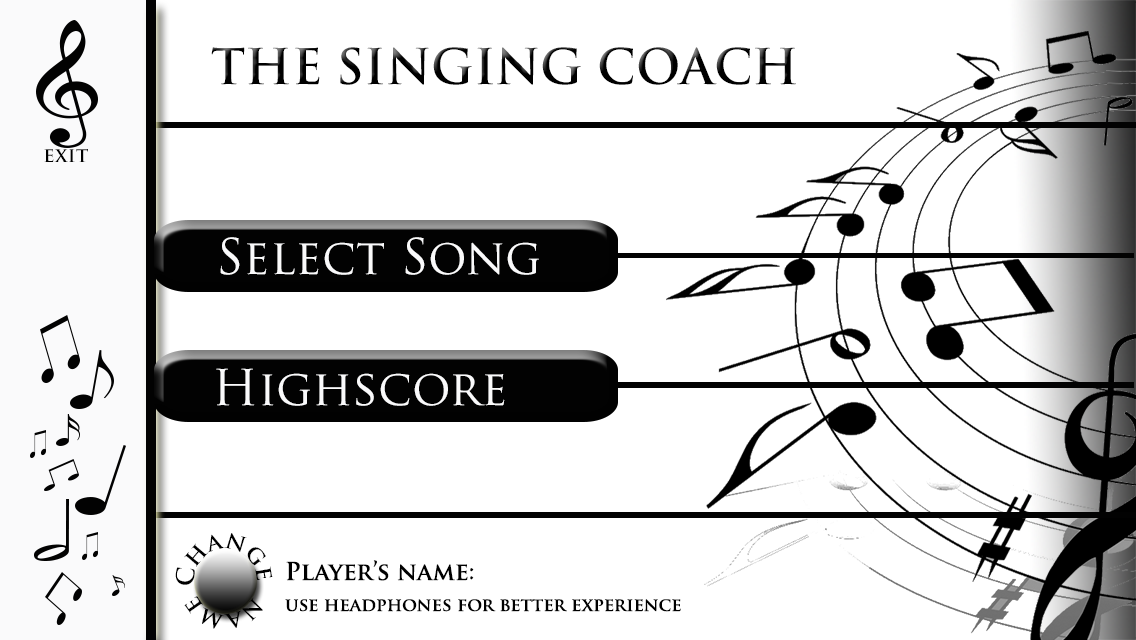 THE SINGING COACH
EXIT
SELECT SONG
HIGHSCORE
CHANGE NAME
PLAYER'S NAME:
USE HEADPHONES FOR BETTER EXPERIENCE